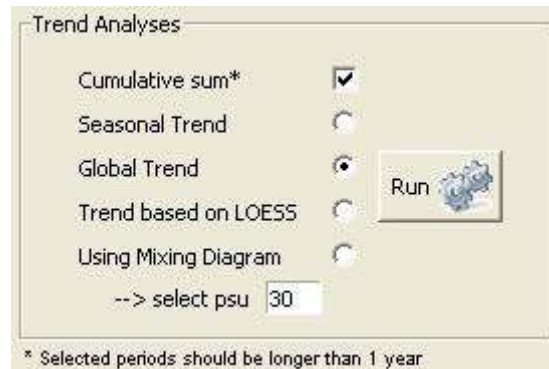 Trend Analyses
Cumulative sum*
Seasonal Trend
Global Trend
Run
Trend based on LOESS
Using Mixing Diagram
--> select psu 30
* Selected periods should be longer than 1 year